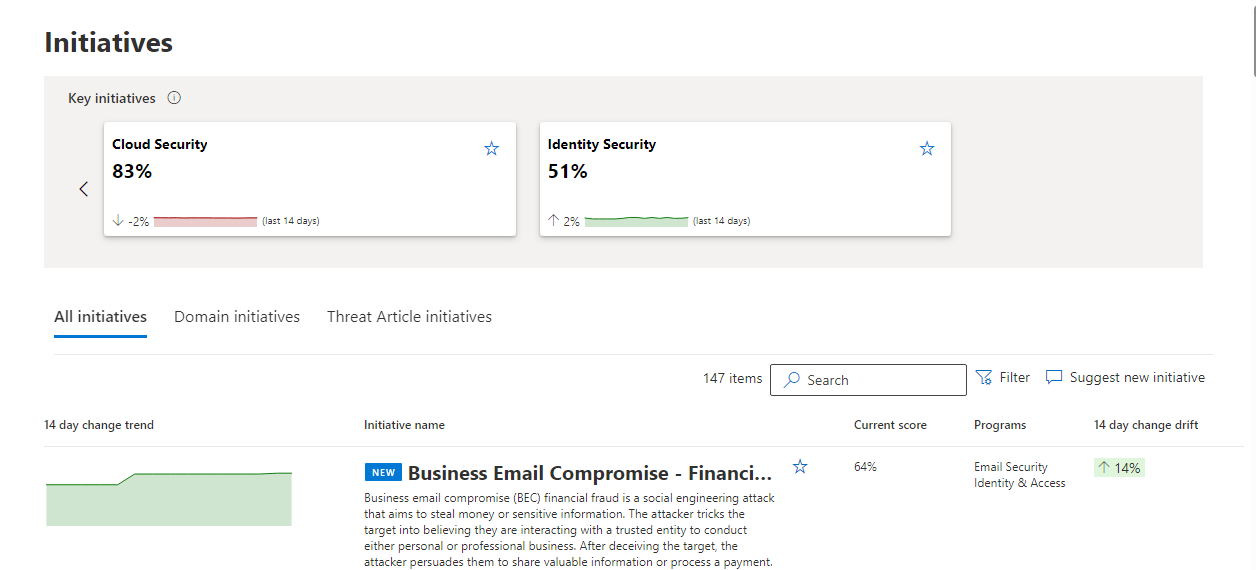 Initiatives
Key initiatives
Cloud Security
83%
-2% (last 14 days)
Identity Security
51%
2% (last 14 days)
All initiatives Domain initiatives Threat Article initiatives
147 items Search Filter Suggest new initiative
14 day change trend Initiative name Current score Programs 14 day change drift
NEW Business Email Compromise - Financi...
Business email compromise (BEC) financial fraud is a social engineering attack
that aims to steal money or sensitive information. The attacker tricks the
target into believing they are interacting with a trusted entity to conduct
either personal or professional business. After deceiving the target, the
attacker persuades them to share valuable information or process a payment.
64%
Email Security
Identity & Access
14%